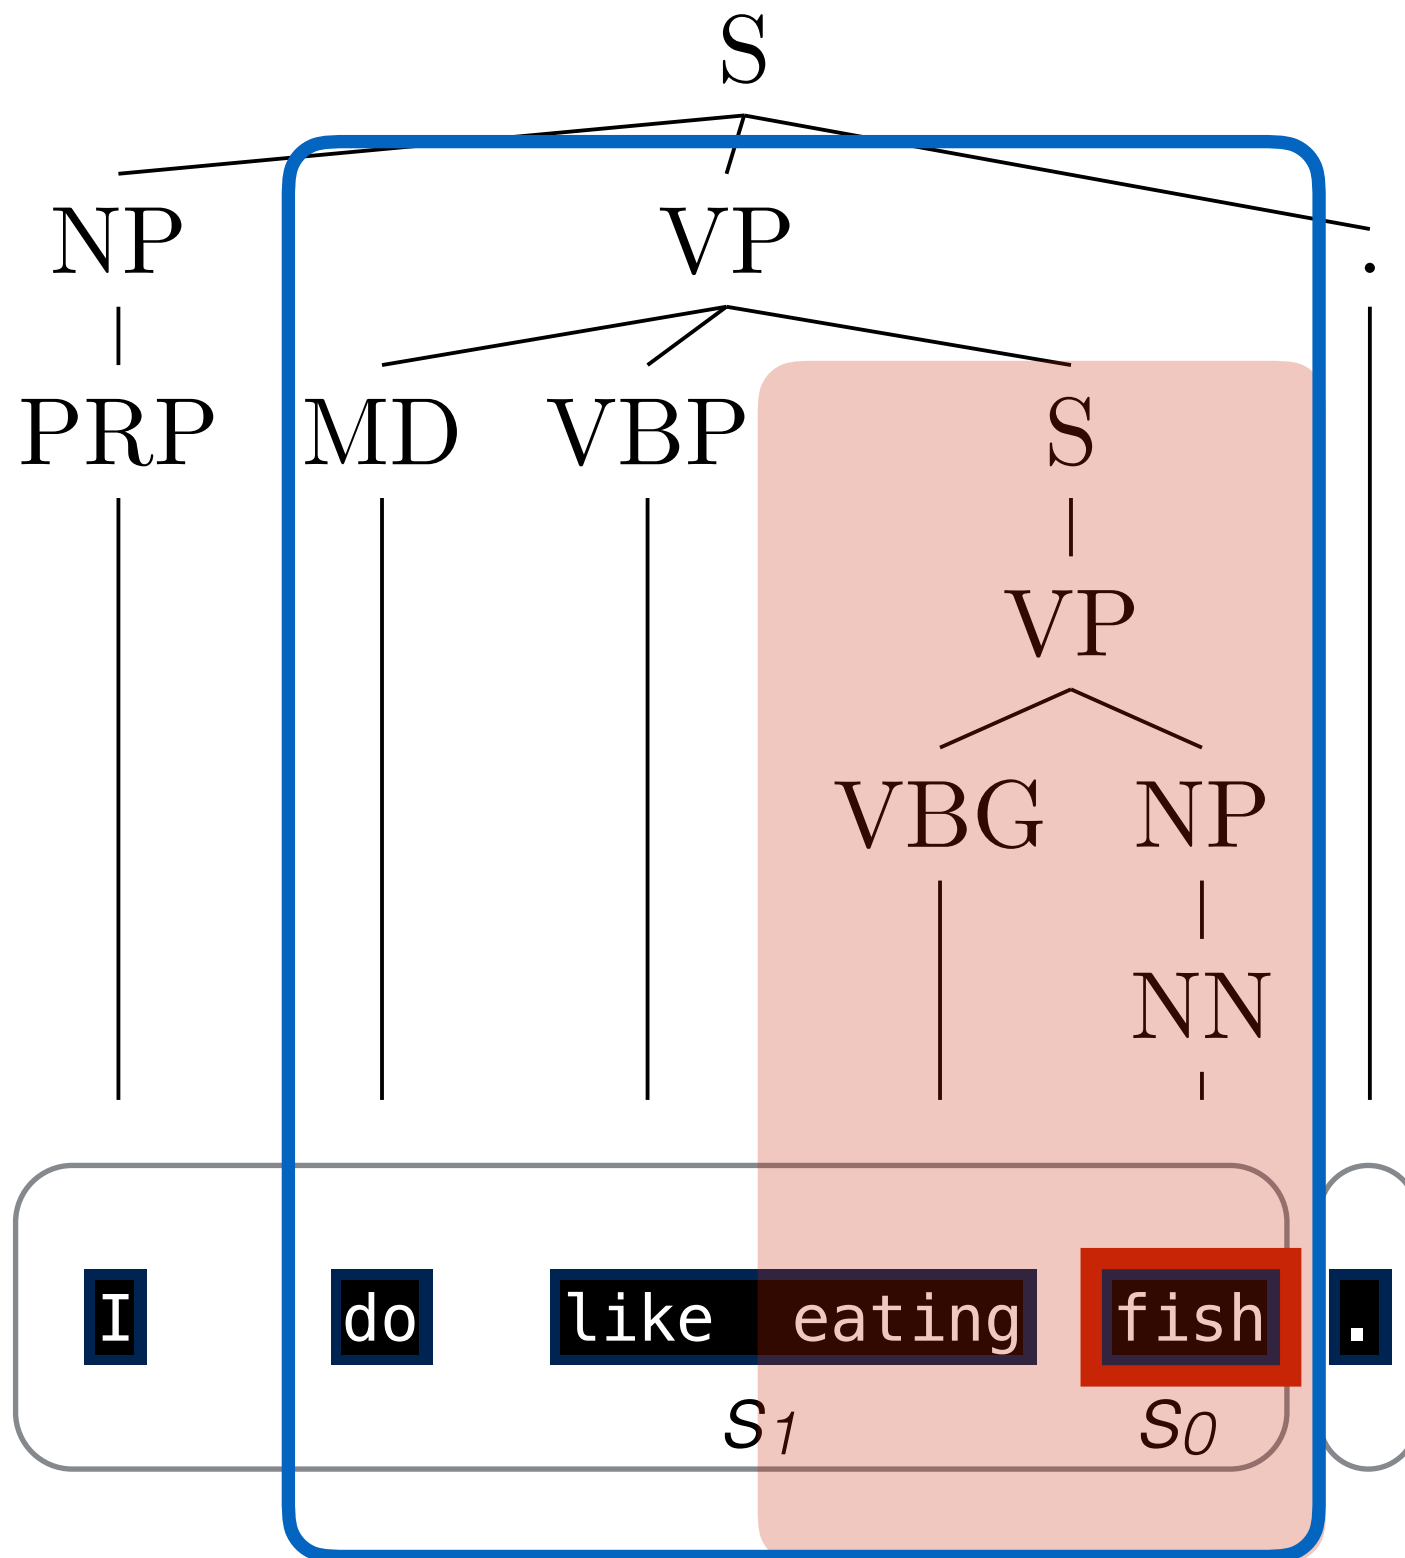 S
NP VP .
PRP MD VBP S
VP
VBG NP
NN
I do like eating fish .
S1 S0